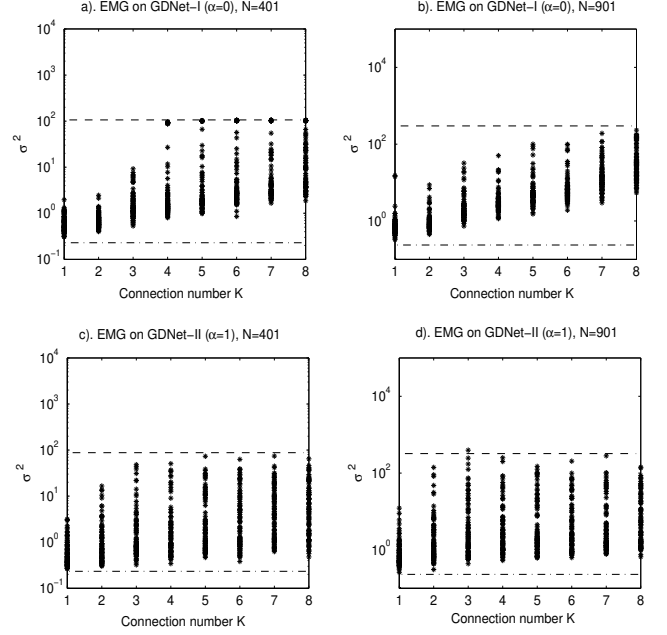 a). EMG on GDNet−I (α=0), N=401
10^4
10^3
10^2
10^1
10^0
10^−1
σ^2
1 2 3 4 5 6 7 8
Connection number K
b). EMG on GDNet−I (α=0), N=901
10^4
10^2
10^0
σ^2
1 2 3 4 5 6 7 8
Connection number K
c). EMG on GDNet−II (α=1), N=401
10^4
10^3
10^2
10^1
10^0
10^−1
σ^2
1 2 3 4 5 6 7 8
Connection number K
d). EMG on GDNet−II (α=1), N=901
10^4
10^2
10^0
σ^2
1 2 3 4 5 6 7 8
Connection number K